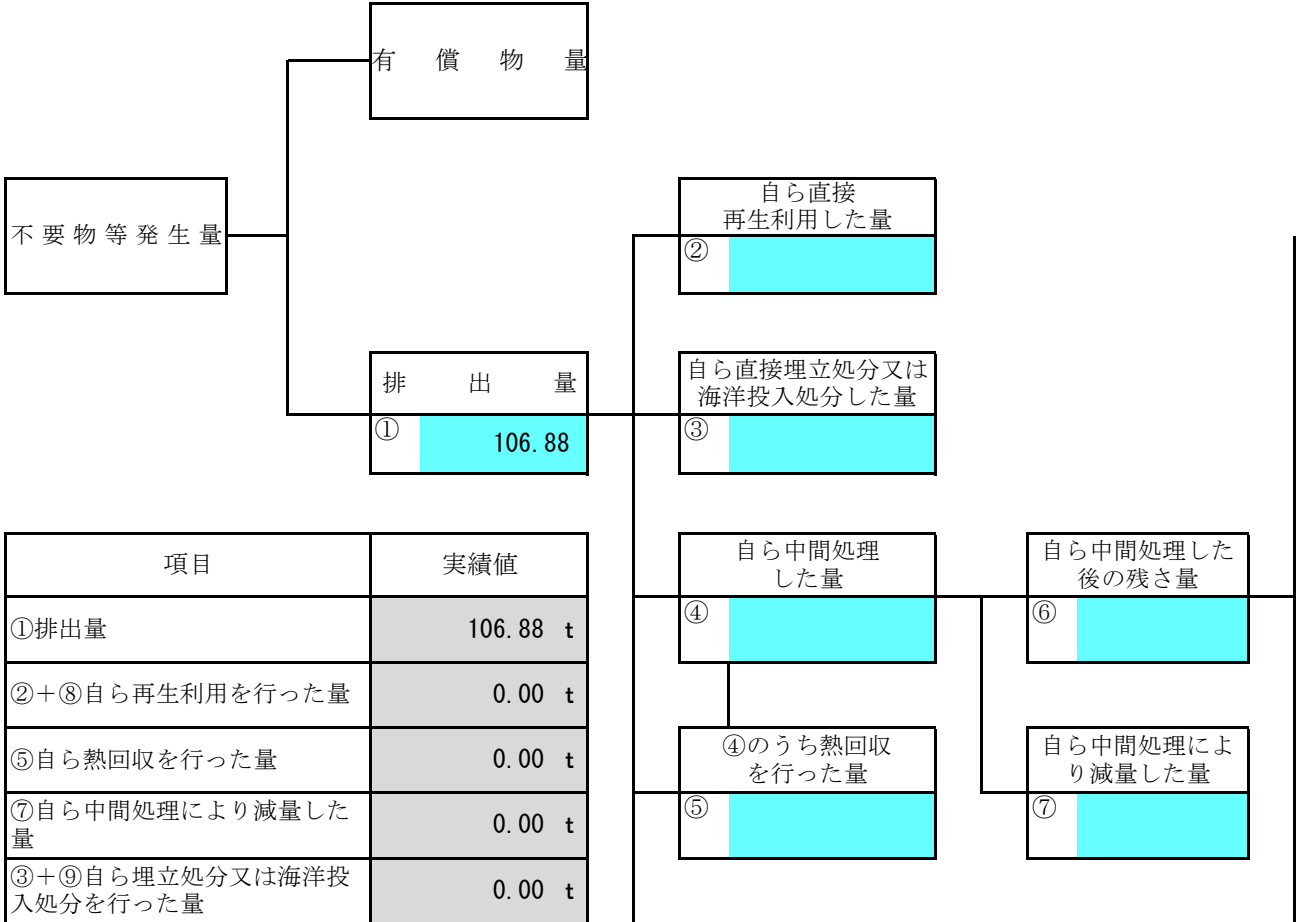 有償物量
不要物等発生量
自ら直接
再生利用した量
②
排出量
① 106.88
自ら直接埋立処分又は
海洋投入処分した量
③
自ら中間処理
した量
④
自ら中間処理した
後の残さ量
⑥
④のうち熱回収
を行った量
⑤
自ら中間処理によ
り減量した量
⑦
項目 実績値
①排出量 106.88 t
②+⑧自ら再生利用を行った量 0.00 t
⑤自ら熱回収を行った量 0.00 t
⑦自ら中間処理により減量した
量 0.00 t
③+⑨自ら埋立処分又は海洋投
入処分を行った量 0.00 t